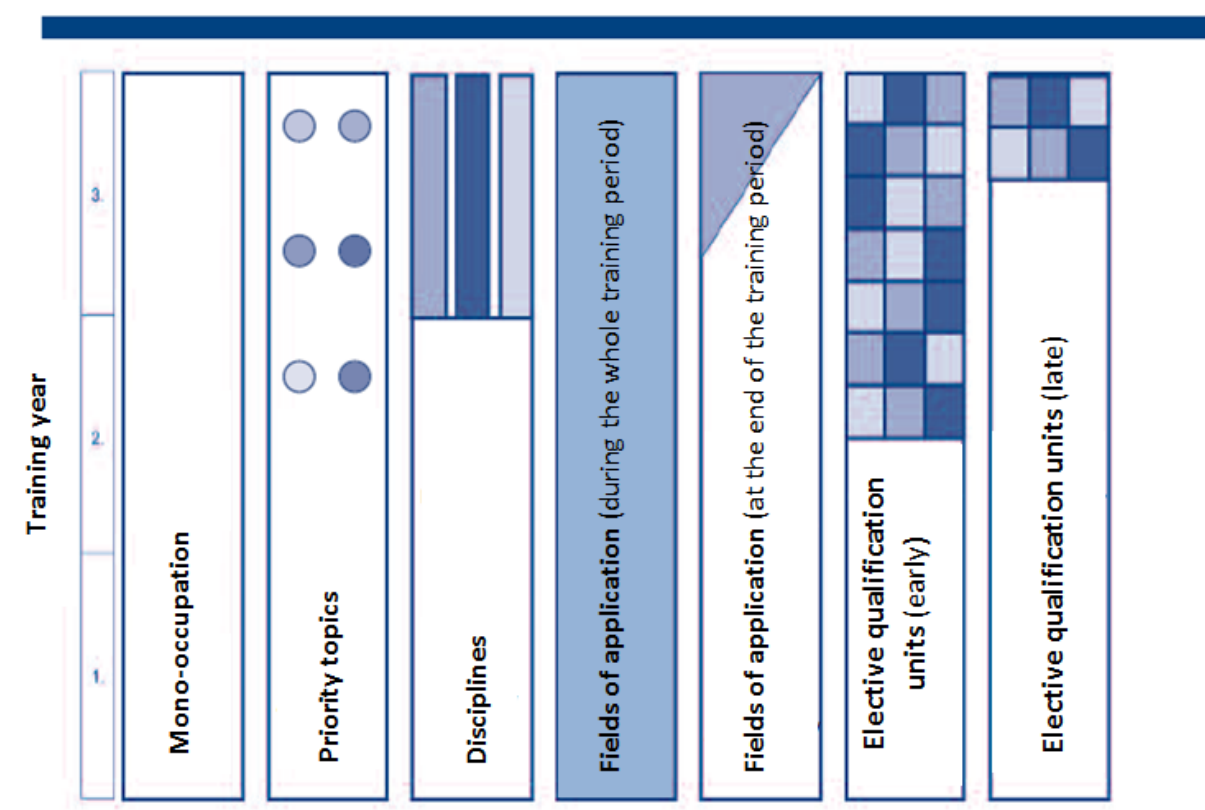 Training year
3.
2.
1.
Mono-occupation
Priority topics
Disciplines
Fields of application (during the whole training period)
Fields of application (at the end of the training period)
Elective qualification
units (early)
Elective qualification units (late)